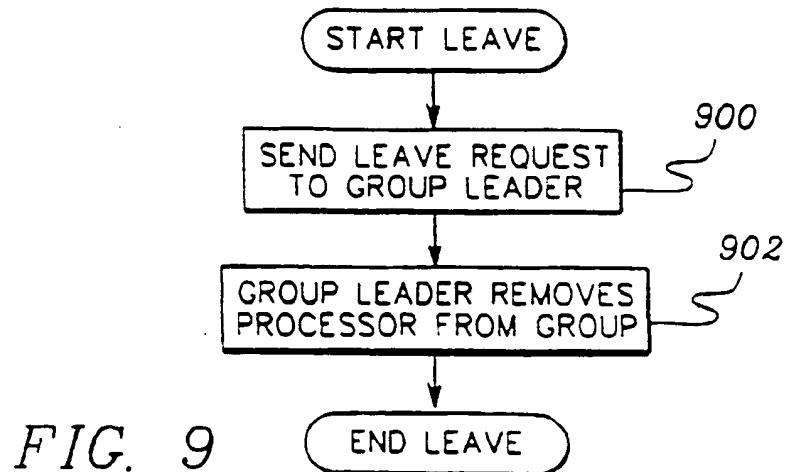 START LEAVE
900
SEND LEAVE REQUEST
TO GROUP LEADER
902
GROUP LEADER REMOVES
PROCESSOR FROM GROUP
END LEAVE
FIG. 9